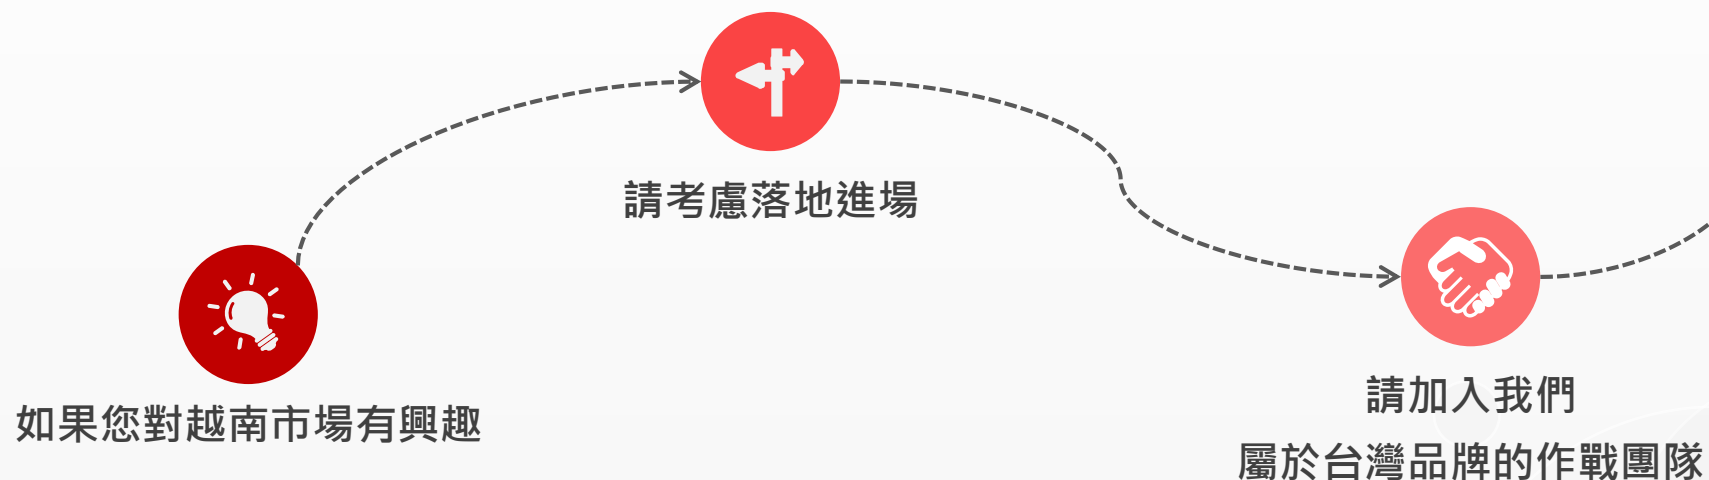 如果您對越南市場有興趣
請考慮落地進場
請加入我們
屬於台灣品牌的作戰團隊